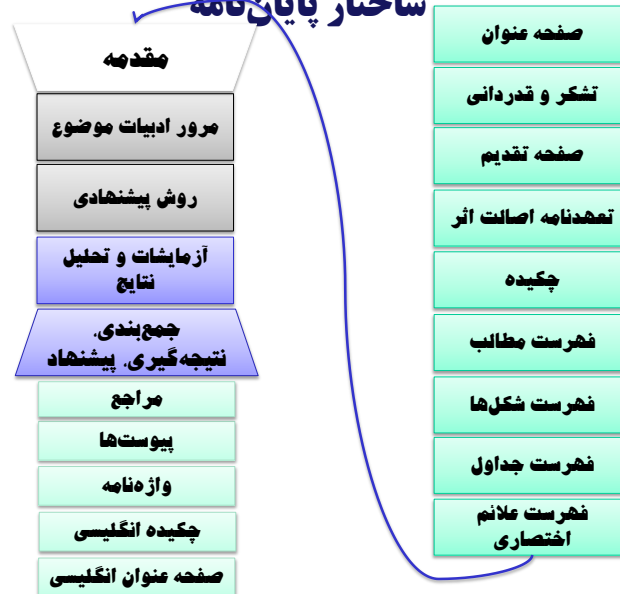 ساختار پایان‌نامه
صفحه عنوان
تشکر و قدردانی
صفحه تقدیم
تعهدنامه اصالت اثر
چکیده
فهرست مطالب
فهرست شکل‌ها
فهرست جداول
فهرست علائم
اختصاری
مقدمه
مرور ادبیات موضوع
روش پیشنهادی
آزمایشات و تحلیل
نتایج
جمع‌بندی،
نتیجه‌گیری، پیشنهاد
مراجع
پیوست‌ها
واژه‌نامه
چکیده انگلیسی
صفحه عنوان انگلیسی